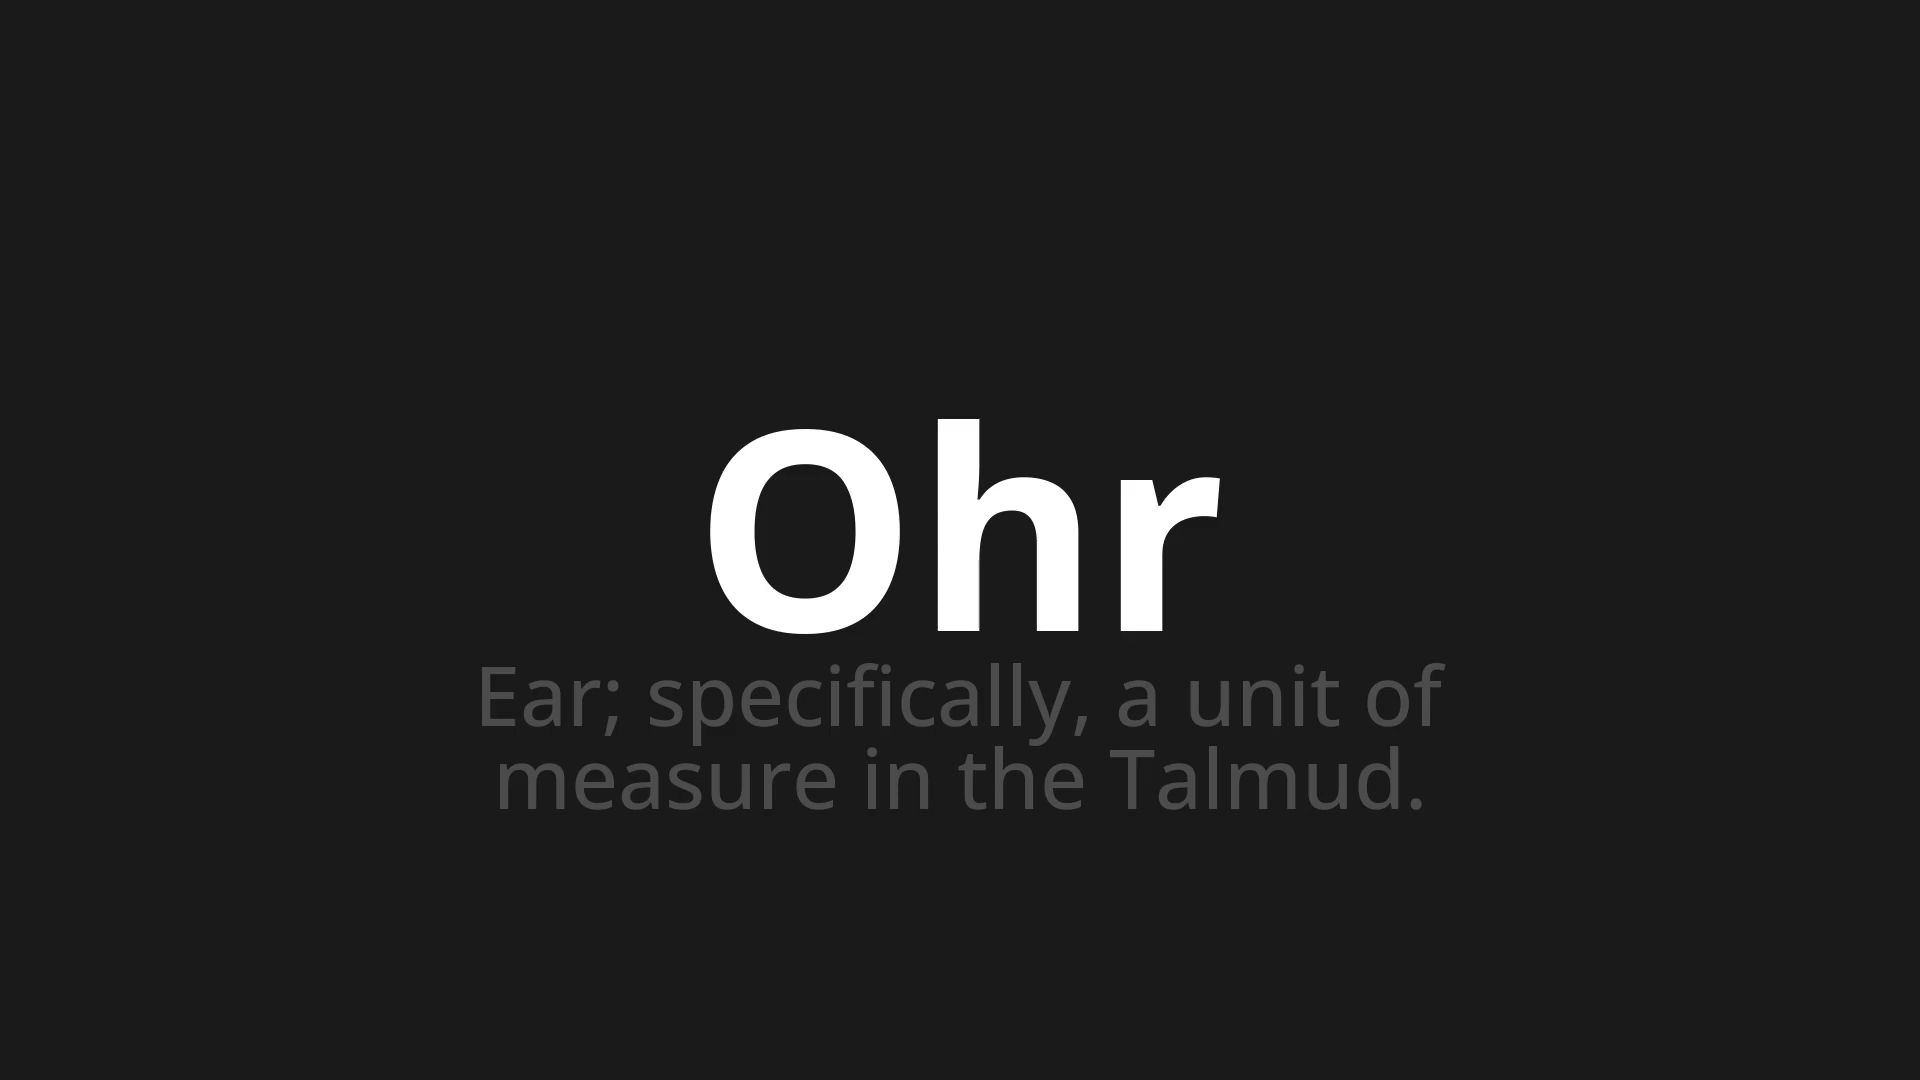 Ohr
Ear; specifically, a unit of
measure in the Talmud.